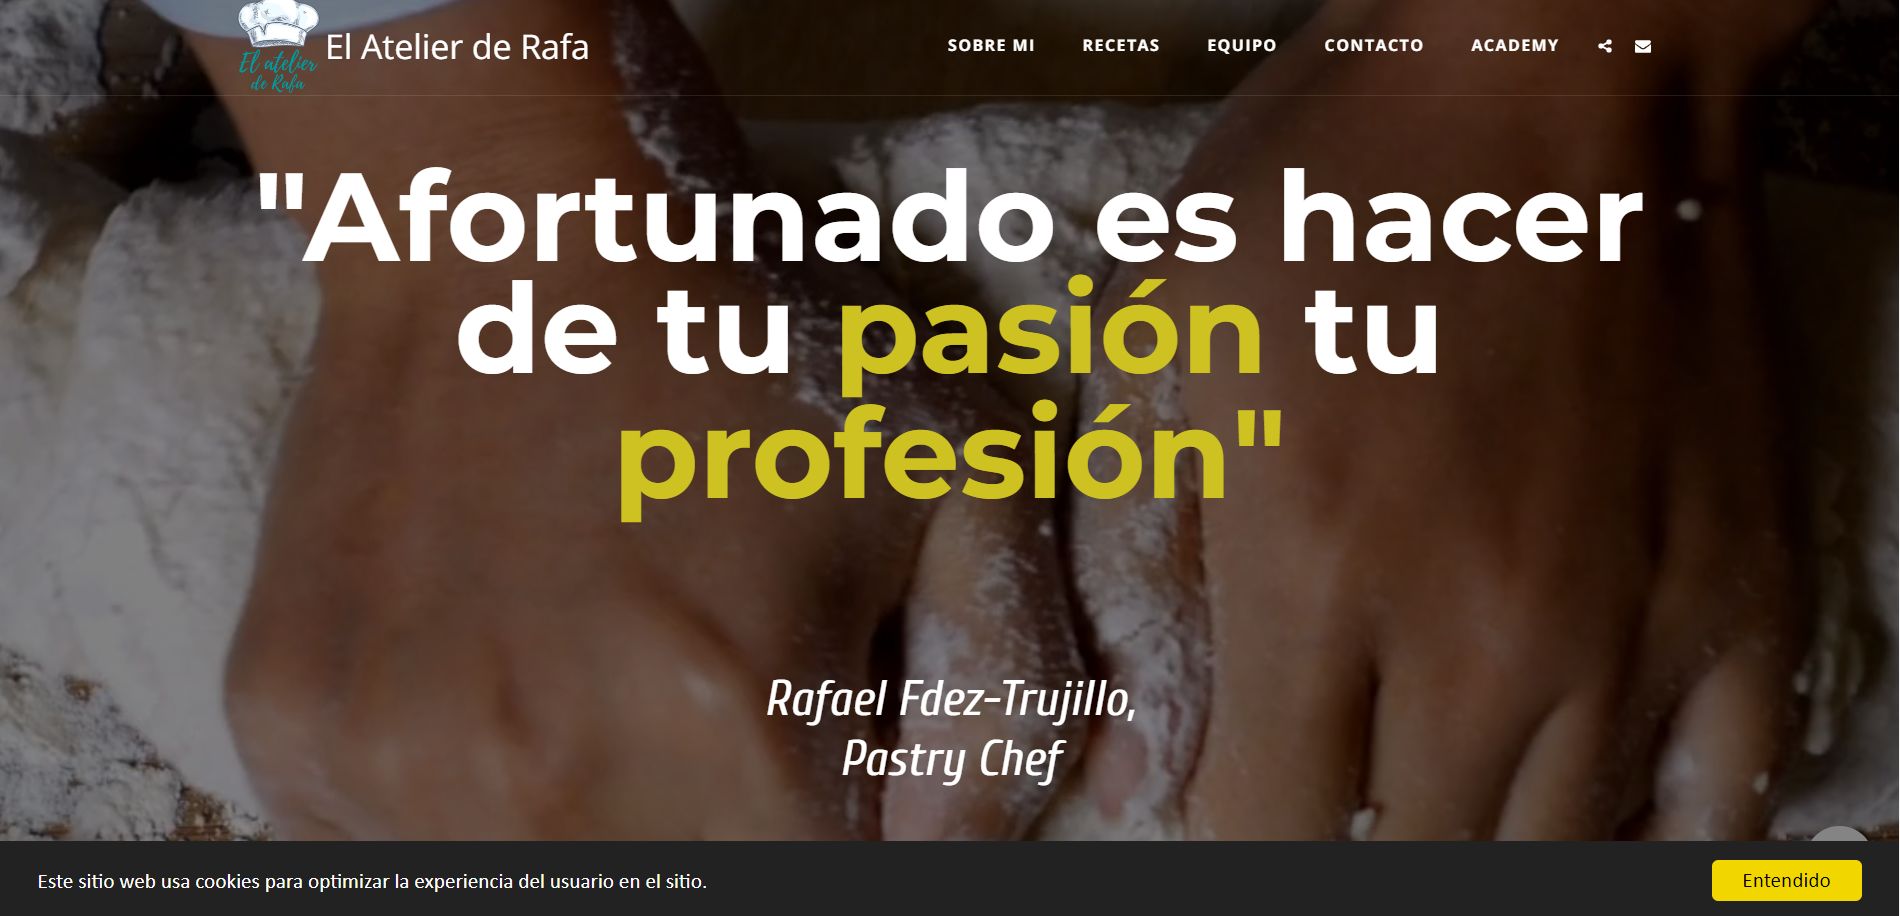 El atelier
de Rafa
El Atelier de Rafa
SOBRE MI
RECETAS
EQUIPO
CONTACTO
ACADEMY
"Afortunado es hacer
de tu pasión tu
profesión"
Rafael Fdez-Trujillo,
Pastry Chef
Este sitio web usa cookies para optimizar la experiencia del usuario en el sitio.
Entendido